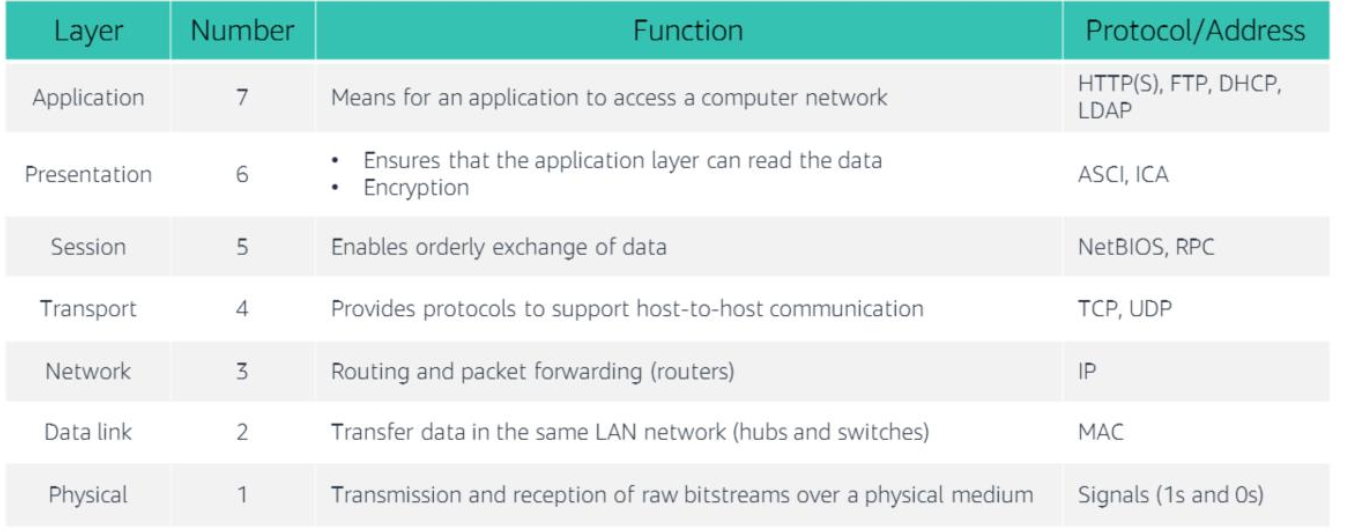 Layer Number Function Protocol/Address
Application 7 Means for an application to access a computer network HTTP(S), FTP, DHCP,
LDAP
Presentation 6 • Ensures that the application layer can read the data
• Encryption ASCI, ICA
Session 5 Enables orderly exchange of data NetBIOS, RPC
Transport 4 Provides protocols to support host-to-host communication TCP, UDP
Network 3 Routing and packet forwarding (routers) IP
Data link 2 Transfer data in the same LAN network (hubs and switches) MAC
Physical 1 Transmission and reception of raw bitstreams over a physical medium Signals (1s and 0s)